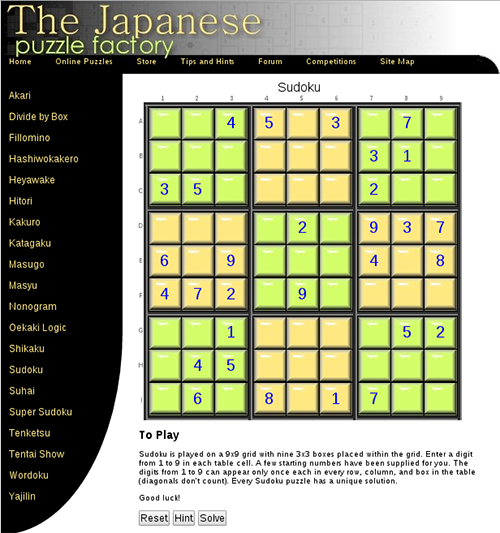 The Japanese
puzzle factory
Home Online Puzzles Store Tips and Hints Forum Competitions Site Map
Akari
Divide by Box
Fillomino
Hashiwokakero
Heyawake
Hitori
Kakuro
Katagaku
Masugo
Masyu
Nonogram
Oekaki Logic
Shikaku
Sudoku
Suhai
Super Sudoku
Tenketsu
Tentai Show
Wordoku
Yajilin
Sudoku
1 2 3 4 5 6 7 8 9
A 4 5 3 7
B 3 1
C 3 5 2
D 2 9 3 7
E 6 9 4 8
F 4 7 2 9
G 1 5 2
H 4 5
I 6 8 1 7
To Play
Sudoku is played on a 9x9 grid with nine 3x3 boxes placed within the grid. Enter a digit
from 1 to 9 in each table cell. A few starting numbers have been supplied for you. The
digits from 1 to 9 can appear only once each in every row, column, and box in the table
(diagonals don't count). Every Sudoku puzzle has a unique solution.
Good luck!
Reset Hint Solve